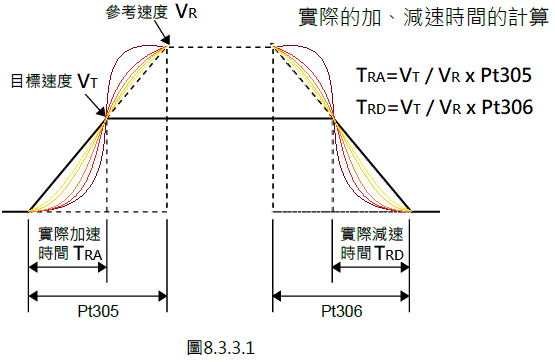 參考速度 VR
實際的加、減速時間的計算
目標速度 VT
TRA=VT / VR x Pt305
TRD=VT / VR x Pt306
實際加速
時間 TRA
實際減速
時間 TRD
Pt305
Pt306
圖8.3.3.1